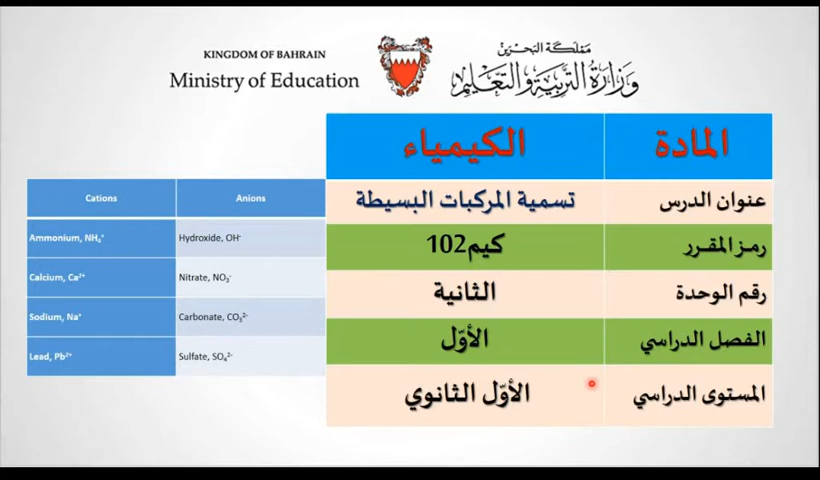 KINGDOM OF BAHRAIN
Ministry of Education
مملكة البحرين
وزارة التربية والتعليم
المادة الكيمياء
عنوان الدرس تسمية المركبات البسيطة
رمز المقرر كيم102
رقم الوحدة الثانية
الفصل الدراسي الأوّل
المستوى الدراسي الأوّل الثانوي
Cations Anions
Ammonium, NH₄⁺ Hydroxide, OH⁻
Calcium, Ca²⁺ Nitrate, NO₃⁻
Sodium, Na⁺ Carbonate, CO₃²⁻
Lead, Pb²⁺ Sulfate, SO₄²⁻